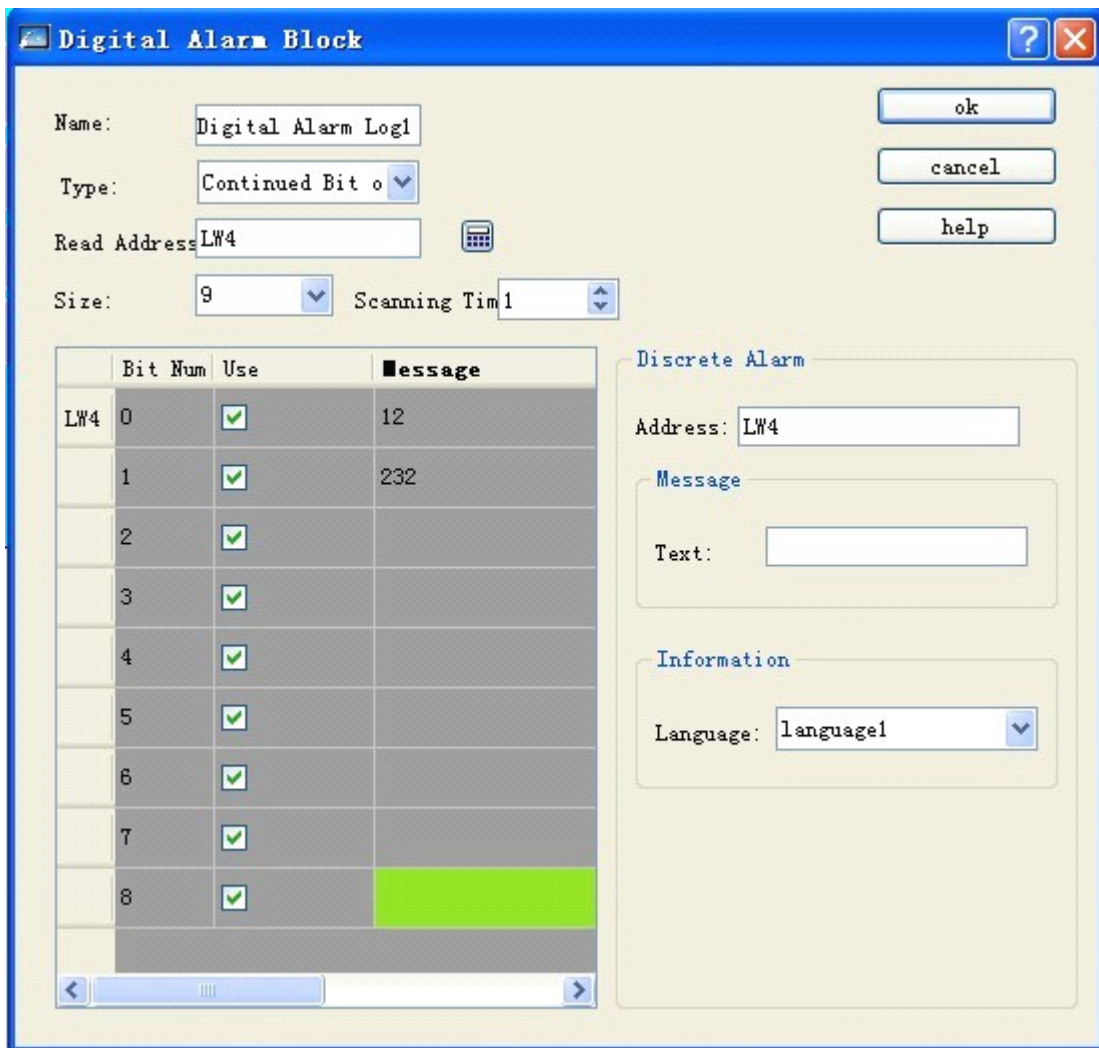 Digital Alarm Block
Name: Digital Alarm Log1
ok
Type: Continued Bit o
cancel
Read Address LW4
help
Size: 9 Scanning Tim 1
Bit Num Use Message
LW4 0 12
1 232
2
3
4
5
6
7
8
Discrete Alarm
Address: LW4
Message
Text:
Information
Language: language1